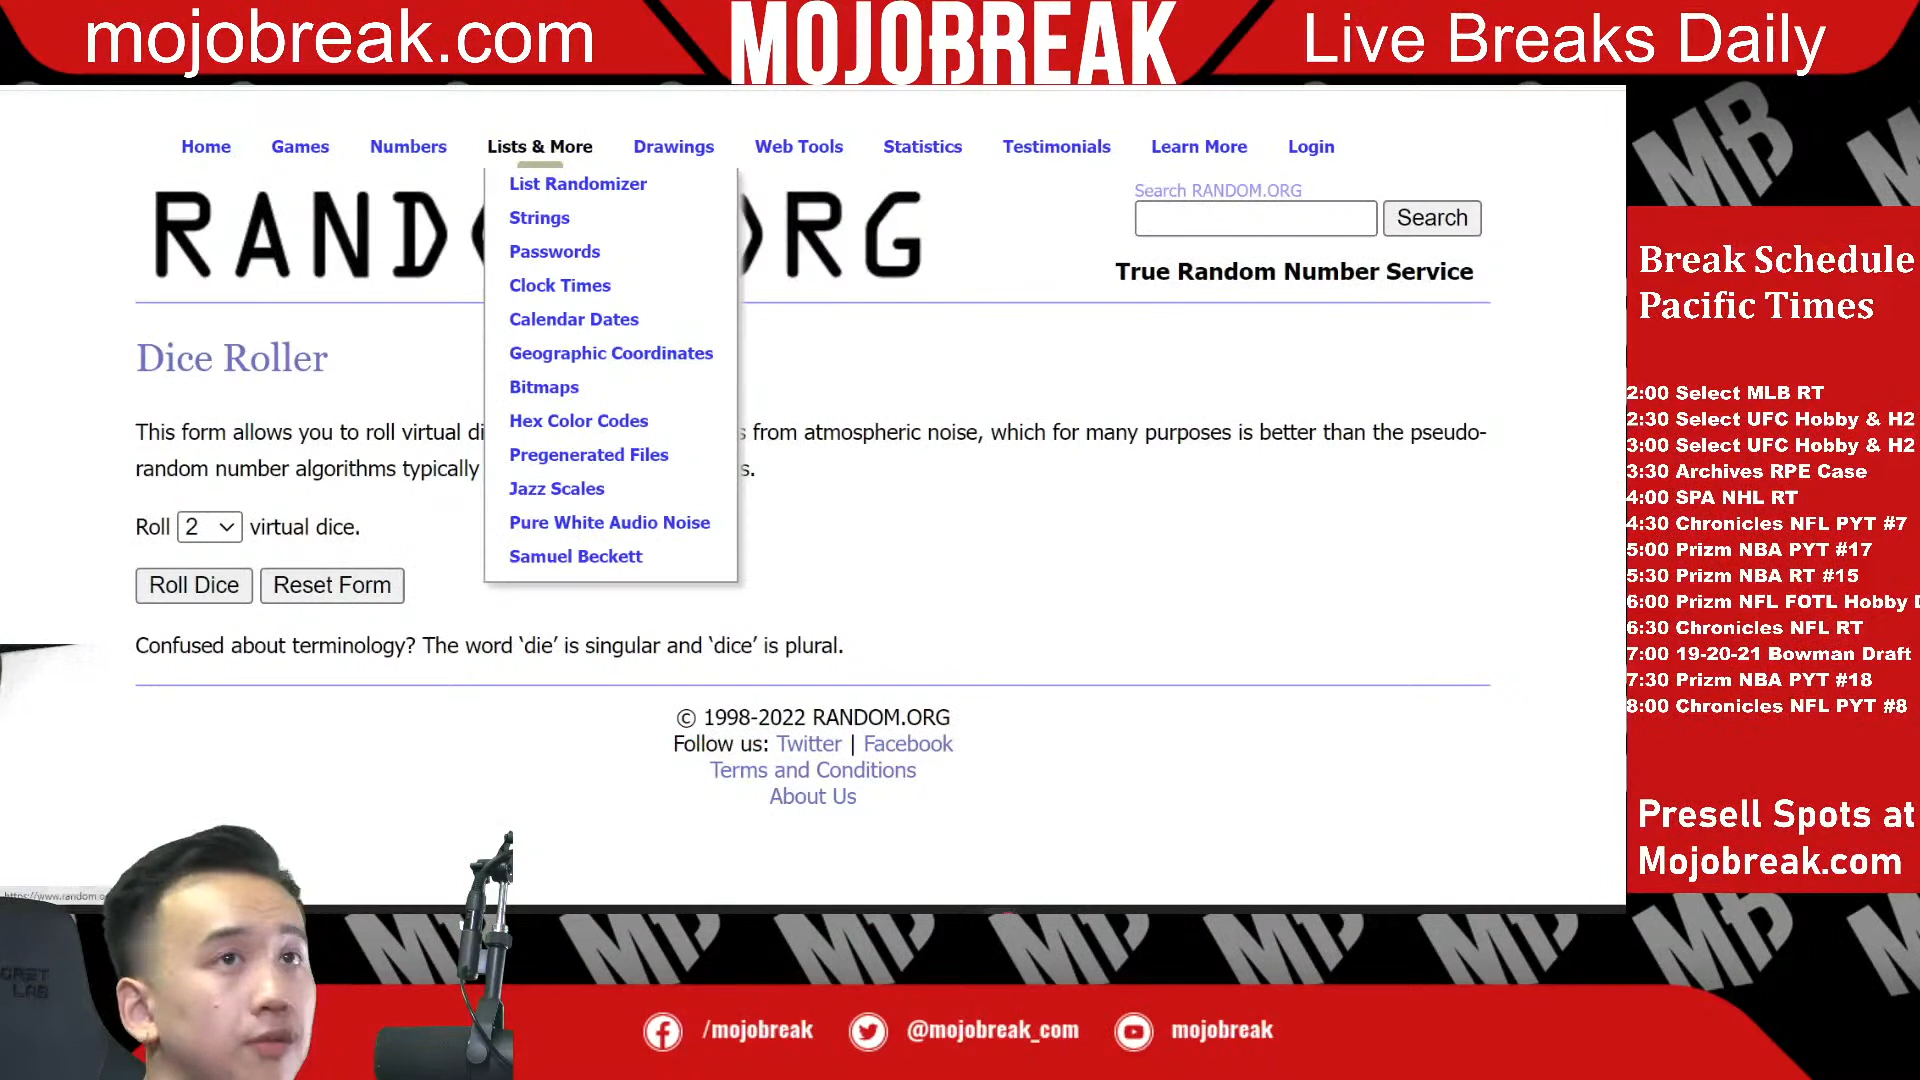 mojobreak.com
MOJOBREAK
Live Breaks Daily
Home Games Numbers Lists & More Drawings Web Tools Statistics Testimonials Learn More Login
List Randomizer
Strings
Passwords
Clock Times
Calendar Dates
Geographic Coordinates
Bitmaps
Hex Color Codes
Pregenerated Files
Jazz Scales
Pure White Audio Noise
Samuel Beckett
RAND RG
Search RANDOM.ORG
Search
True Random Number Service
Dice Roller
This form allows you to roll virtual di s from atmospheric noise, which for many purposes is better than the pseudo-
random number algorithms typically s.
Roll 2 virtual dice.
Roll Dice Reset Form
Confused about terminology? The word ‘die’ is singular and ‘dice’ is plural.
© 1998-2022 RANDOM.ORG
Follow us: Twitter | Facebook
Terms and Conditions
About Us
https://www.random.o
Break Schedule
Pacific Times
2:00 Select MLB RT
2:30 Select UFC Hobby & H2
3:00 Select UFC Hobby & H2
3:30 Archives RPE Case
4:00 SPA NHL RT
4:30 Chronicles NFL PYT #7
5:00 Prizm NBA PYT #17
5:30 Prizm NBA RT #15
6:00 Prizm NFL FOTL Hobby
6:30 Chronicles NFL RT
7:00 19-20-21 Bowman Draft
7:30 Prizm NBA PYT #18
8:00 Chronicles NFL PYT #8
Presell Spots at
Mojobreak.com
/mojobreak @mojobreak_com mojobreak